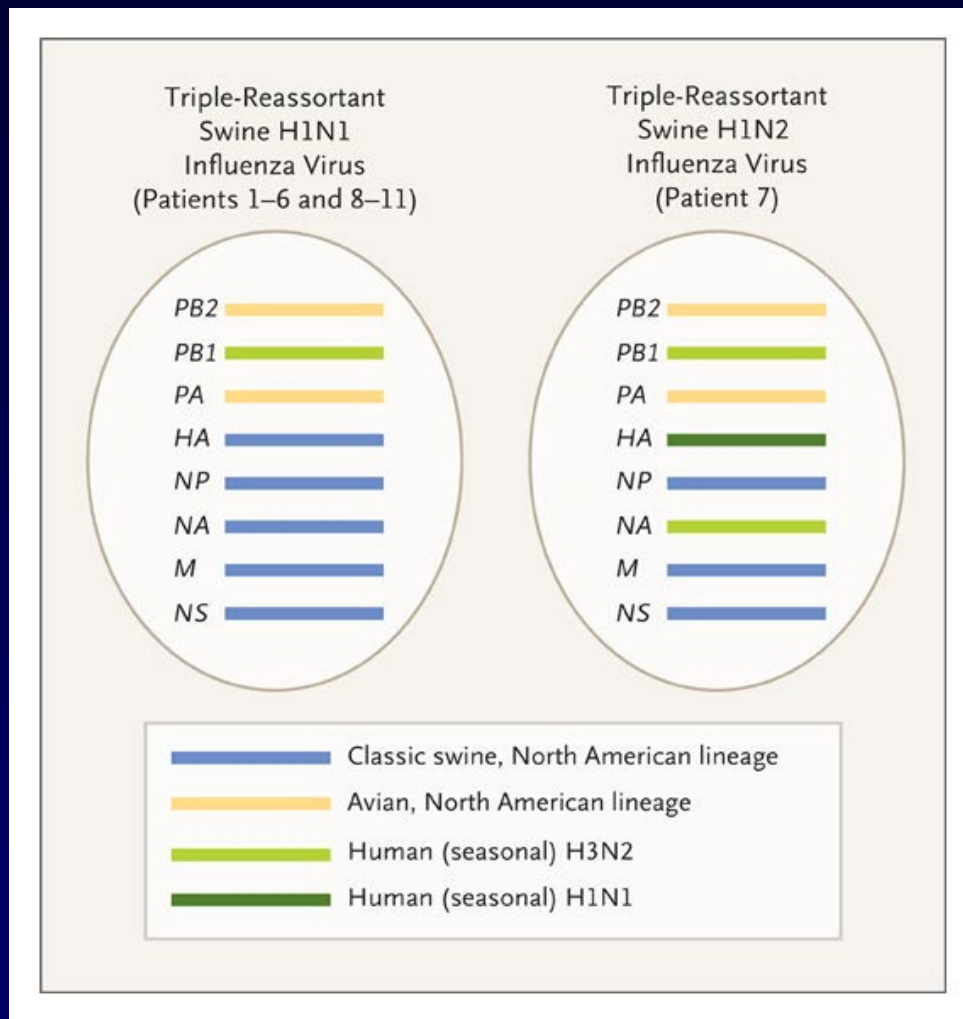 Triple-Reassortant
Swine H1N1
Influenza Virus
(Patients 1–6 and 8–11)
PB2
PB1
PA
HA
NP
NA
M
NS
Triple-Reassortant
Swine H1N2
Influenza Virus
(Patient 7)
PB2
PB1
PA
HA
NP
NA
M
NS
Classic swine, North American lineage
Avian, North American lineage
Human (seasonal) H3N2
Human (seasonal) H1N1